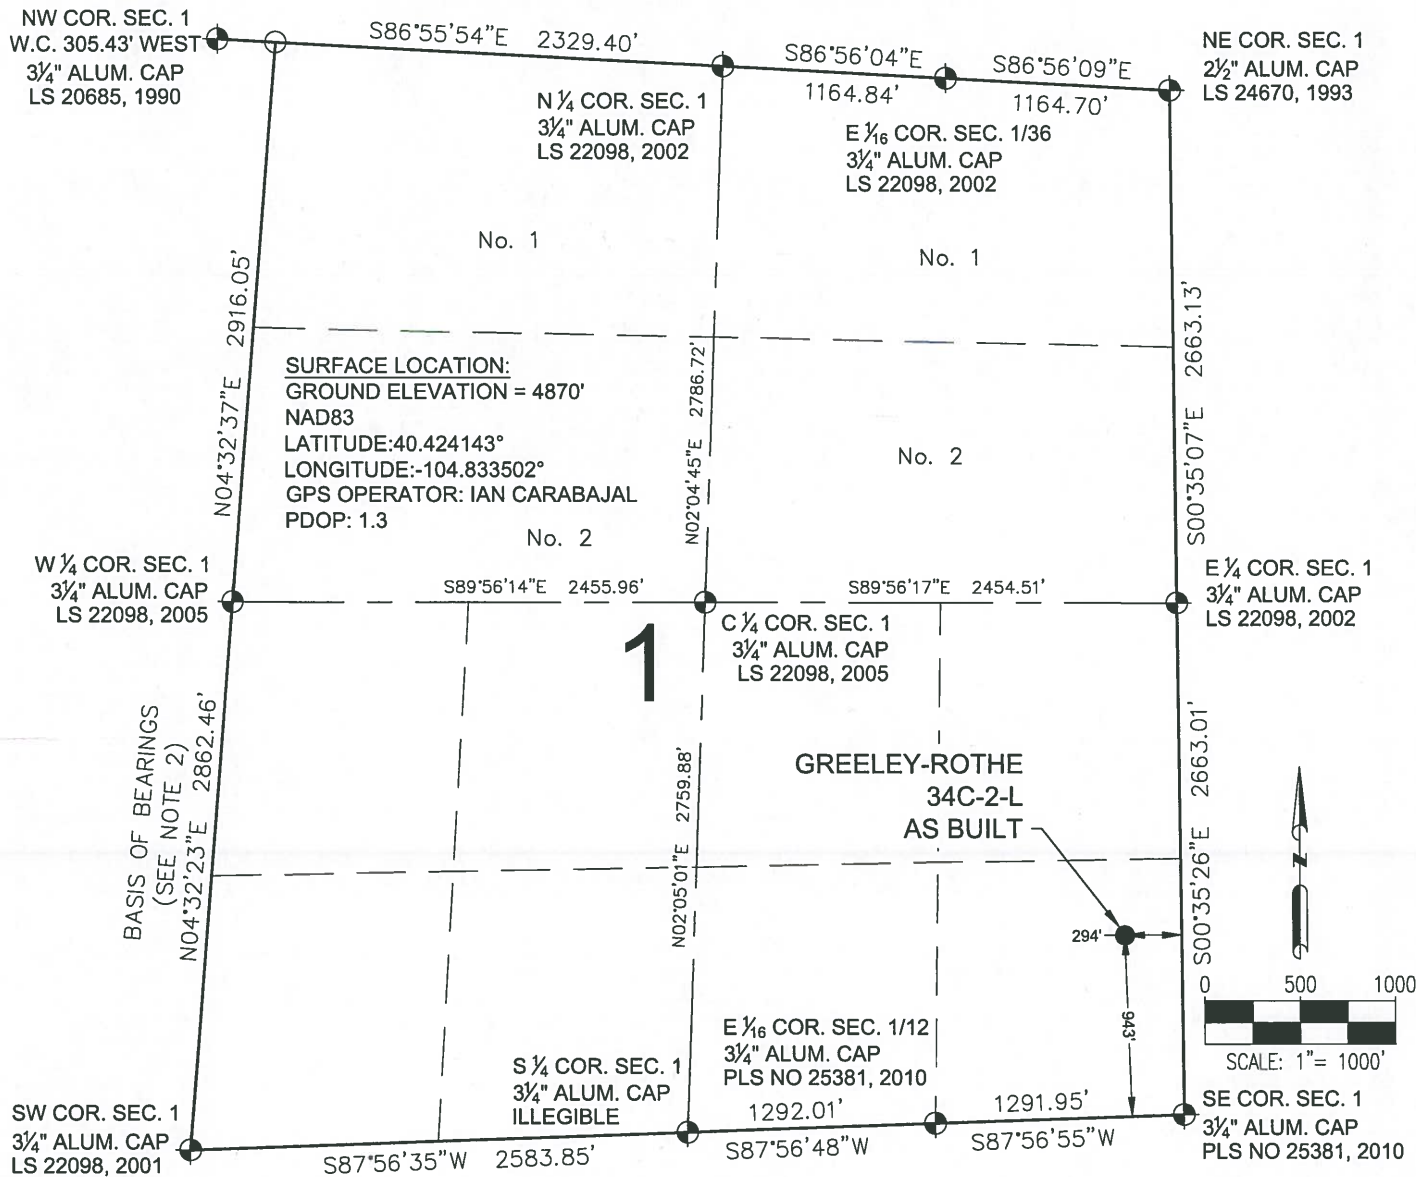 NW COR. SEC. 1
W.C. 305.43' WEST
3¼" ALUM. CAP
LS 20685, 1990
S86°55'54"E 2329.40'
S86°56'04"E
1164.84'
S86°56'09"E
1164.70'
NE COR. SEC. 1
2½" ALUM. CAP
LS 24670, 1993
N ¼ COR. SEC. 1
3¼" ALUM. CAP
LS 22098, 2002
E 1⁄16 COR. SEC. 1/36
3¼" ALUM. CAP
LS 22098, 2002
No. 1
No. 1
N04°32'37"E 2916.05'
SURFACE LOCATION:
GROUND ELEVATION = 4870'
NAD83
LATITUDE:40.424143°
LONGITUDE:-104.833502°
GPS OPERATOR: IAN CARABAJAL
PDOP: 1.3
N02°04'45"E 2786.72'
S00°35'07"E 2663.13'
No. 2
No. 2
W ¼ COR. SEC. 1
3¼" ALUM. CAP
LS 22098, 2005
S89°56'14"E 2455.96'
S89°56'17"E 2454.51'
E ¼ COR. SEC. 1
3¼" ALUM. CAP
LS 22098, 2002
1
C ¼ COR. SEC. 1
3¼" ALUM. CAP
LS 22098, 2005
BASIS OF BEARINGS
(SEE NOTE 2)
N04°32'23"E 2862.46'
N02°05'01"E 2759.88'
GREELEY-ROTHE
34C-2-L
AS BUILT
S00°35'26"E 2663.01'
294'
943'
N
0 500 1000
SCALE: 1"= 1000'
E 1⁄16 COR. SEC. 1/12
3¼" ALUM. CAP
PLS NO 25381, 2010
S ¼ COR. SEC. 1
3¼" ALUM. CAP
ILLEGIBLE
SW COR. SEC. 1
3¼" ALUM. CAP
LS 22098, 2001
S87°56'35"W 2583.85'
1292.01'
S87°56'48"W
1291.95'
S87°56'55"W
SE COR. SEC. 1
3¼" ALUM. CAP
PLS NO 25381, 2010